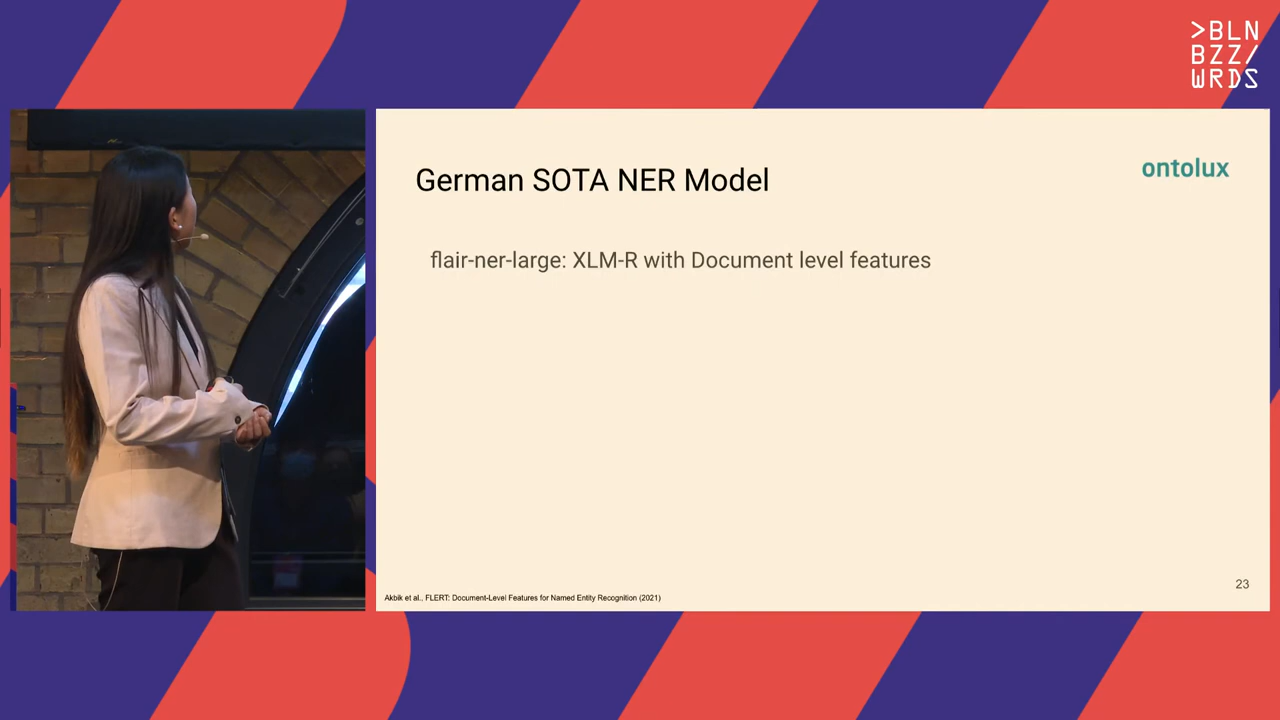 >BLN
BZZ/
WRDS
German SOTA NER Model
ontolux
flair-ner-large: XLM-R with Document level features
23
Akbik et al., FLERT: Document-Level Features for Named Entity Recognition (2021)